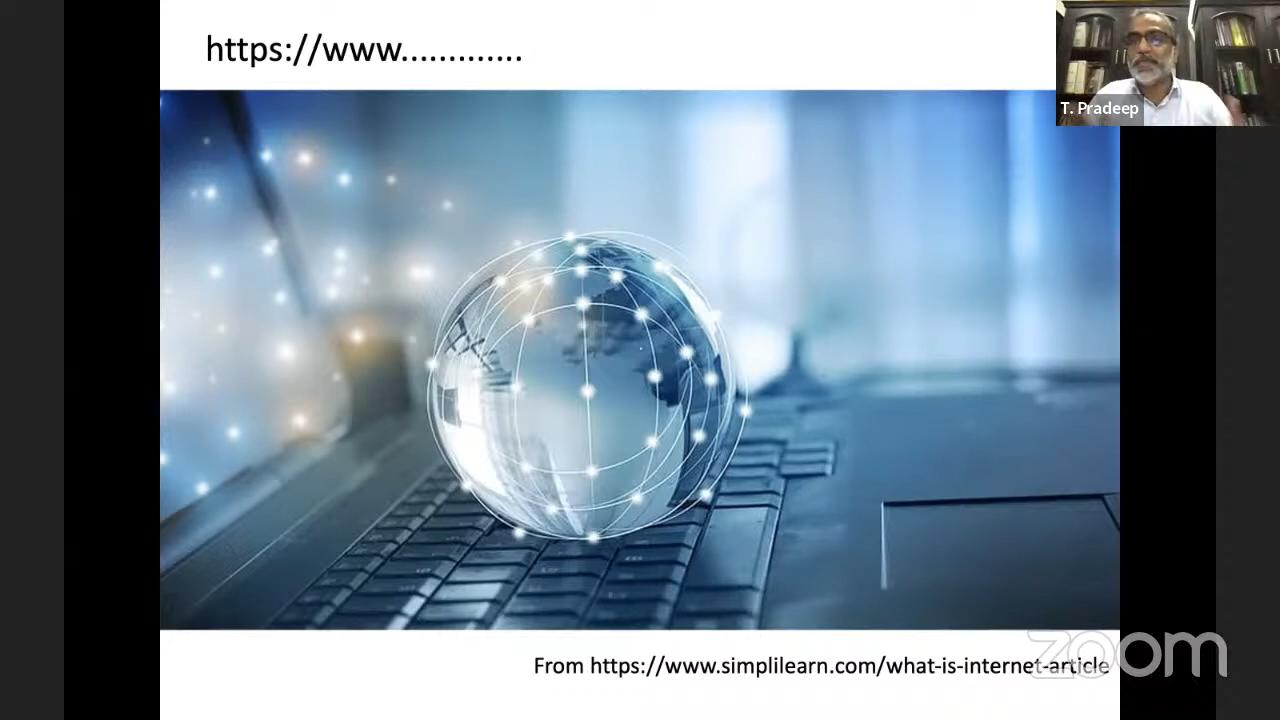 https://www.............
T. Pradeep
From https://www.simplilearn.com/what-is-internet-article
zoom